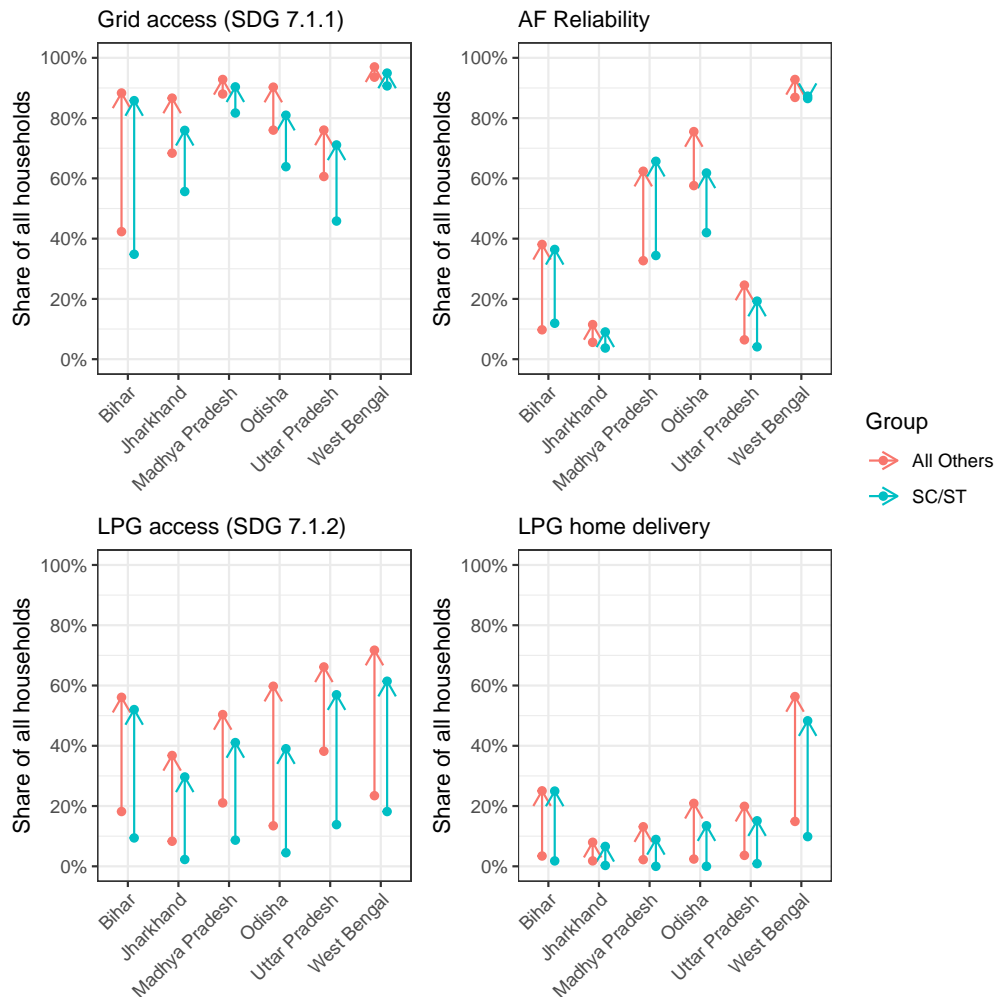 Grid access (SDG 7.1.1)
Share of all households
100%
80%
60%
40%
20%
0%
Bihar
Jharkhand
Madhya Pradesh
Odisha
Uttar Pradesh
West Bengal
AF Reliability
Share of all households
100%
80%
60%
40%
20%
0%
Bihar
Jharkhand
Madhya Pradesh
Odisha
Uttar Pradesh
West Bengal
Group
All Others
SC/ST
LPG access (SDG 7.1.2)
Share of all households
100%
80%
60%
40%
20%
0%
Bihar
Jharkhand
Madhya Pradesh
Odisha
Uttar Pradesh
West Bengal
LPG home delivery
Share of all households
100%
80%
60%
40%
20%
0%
Bihar
Jharkhand
Madhya Pradesh
Odisha
Uttar Pradesh
West Bengal